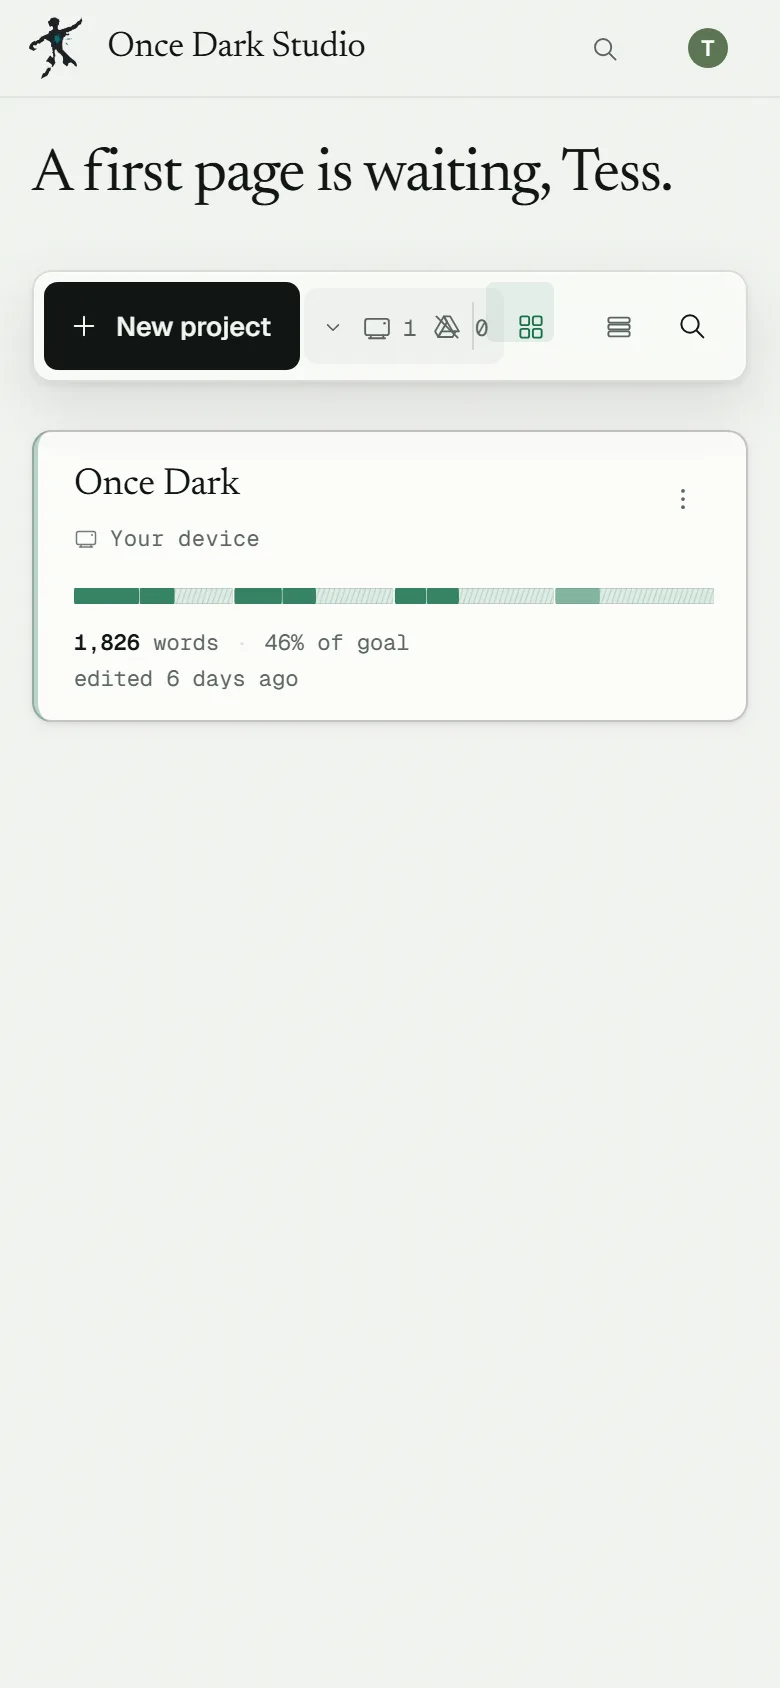 Once Dark Studio
T
A first page is waiting, Tess.
New project
1
0
Once Dark
Your device
1,826 words · 46% of goal
edited 6 days ago